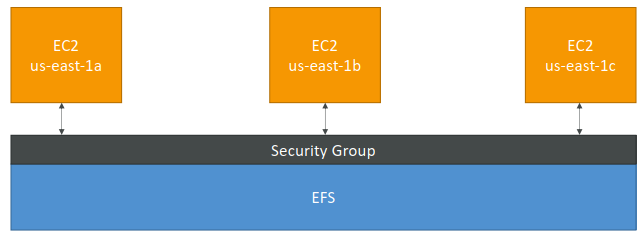 EC2
us-east-1a
EC2
us-east-1b
EC2
us-east-1c
Security Group
EFS